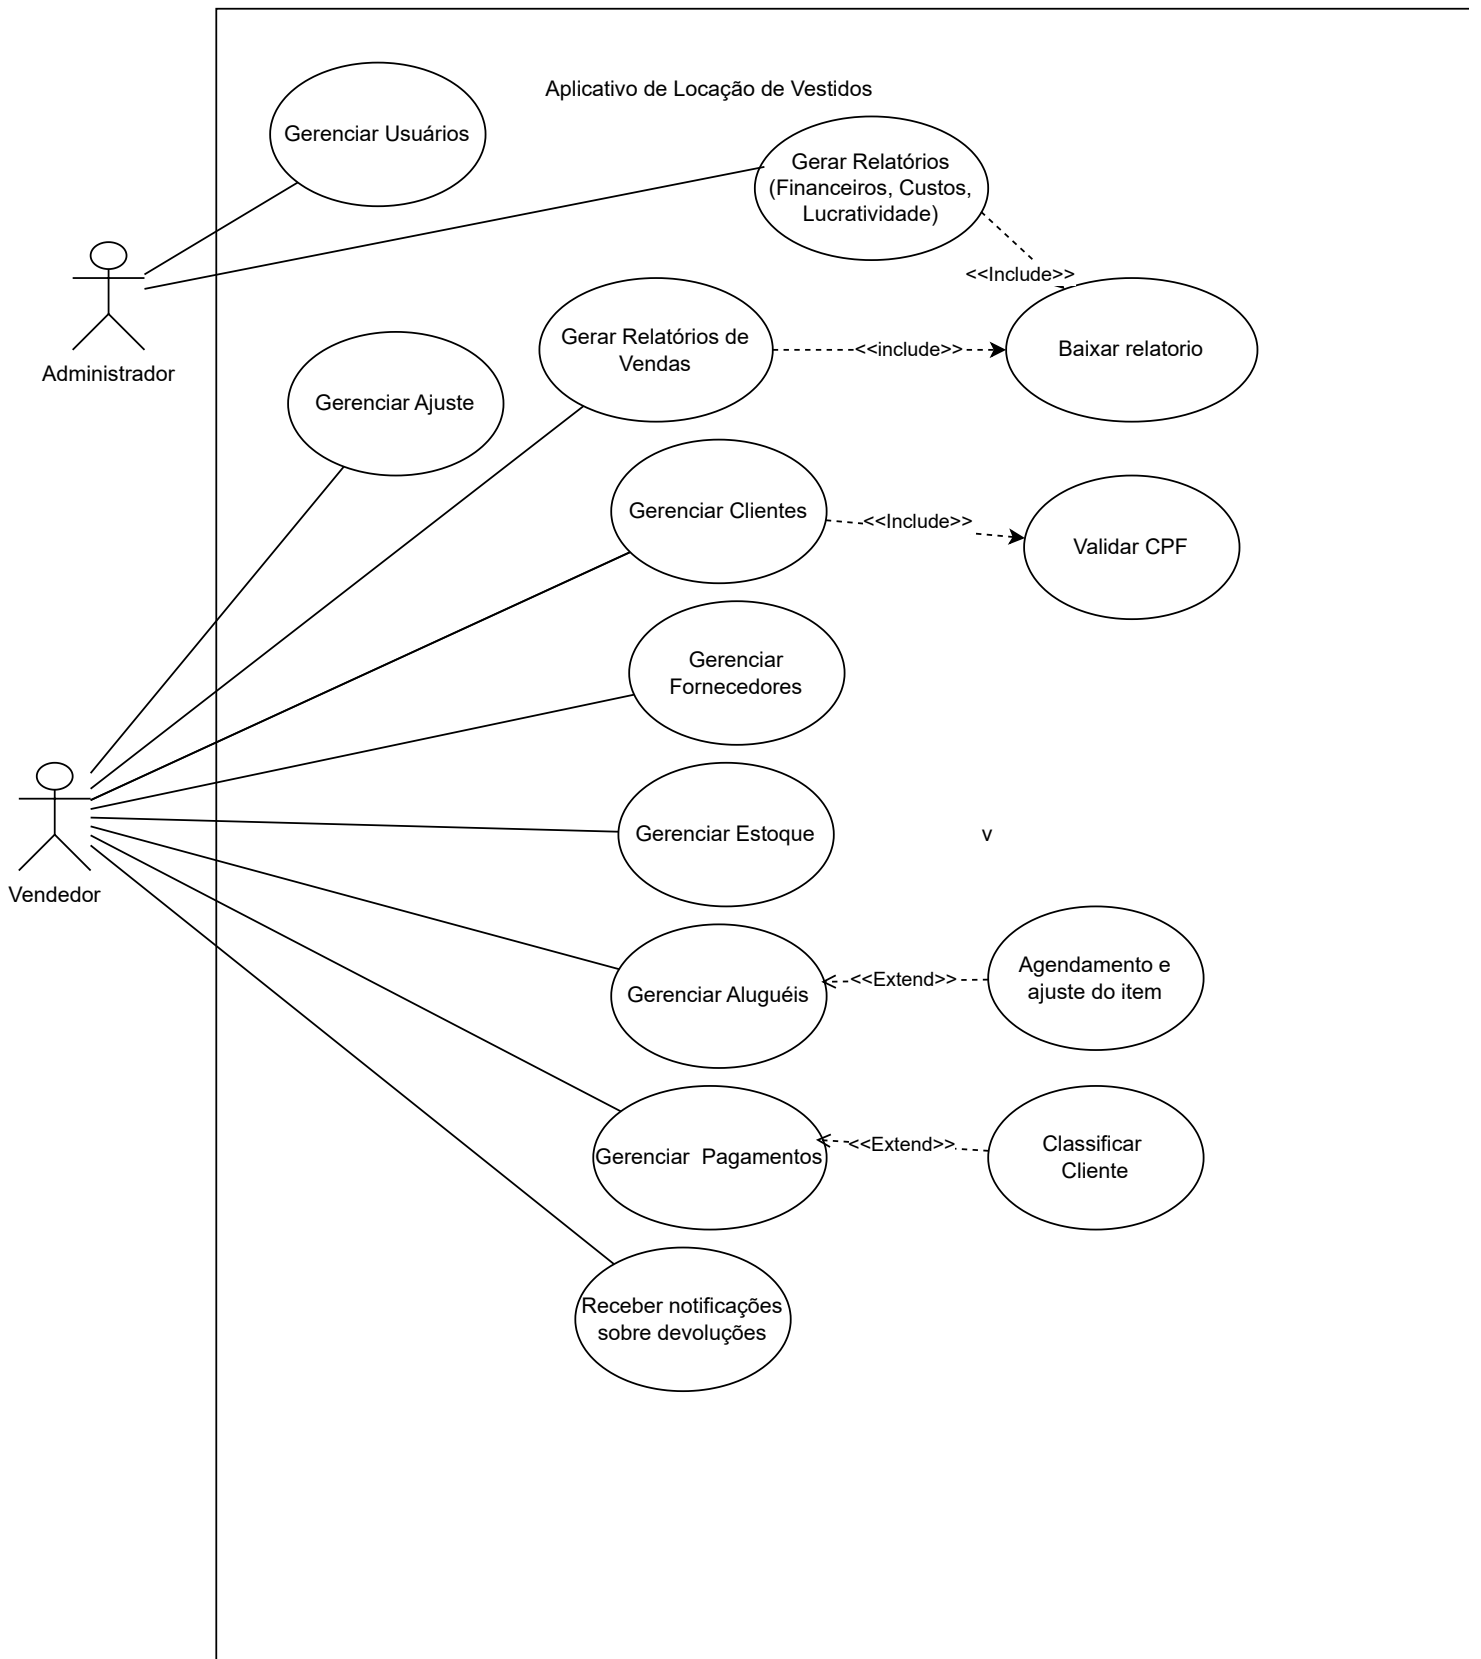 Aplicativo de Locação de Vestidos
Gerenciar Usuários
Gerar Relatórios
(Financeiros, Custos,
Lucratividade)
<<Include>>
Administrador
Gerar Relatórios de
Vendas
<<include>>
Baixar relatorio
Gerenciar Ajuste
Gerenciar Clientes
<<Include>>
Validar CPF
Gerenciar
Fornecedores
Gerenciar Estoque
v
Vendedor
Gerenciar Aluguéis
<<Extend>>
Agendamento e
ajuste do item
Gerenciar  Pagamentos
<<Extend>>
Classificar
Cliente
Receber notificações
sobre devoluções